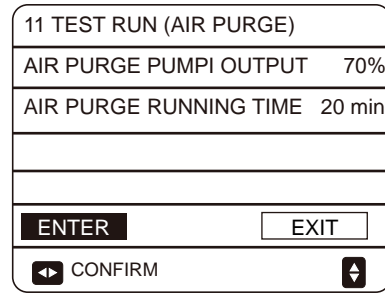 11 TEST RUN (AIR PURGE)
AIR PURGE PUMPI OUTPUT 70%
AIR PURGE RUNNING TIME 20 min
ENTER EXIT
CONFIRM